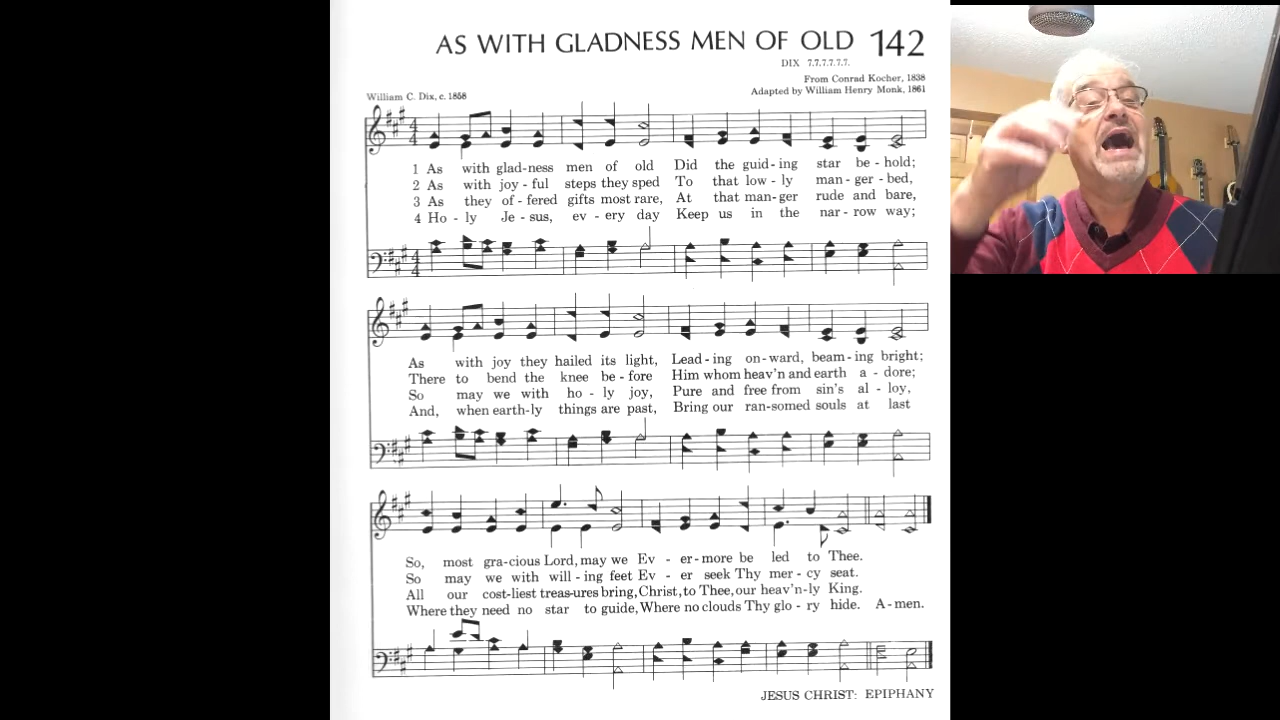 AS WITH GLADNESS MEN OF OLD 142
DIX 7.7.7.7.7.7.
From Conrad Kocher, 1838
William C. Dix, c. 1858 Adapted by William Henry Monk, 1861
4
4
1 As with glad-ness men of old Did the guid-ing star be-hold;
2 As with joy-ful steps they sped To that low-ly man-ger-bed,
3 As they of-fered gifts most rare, At that man-ger rude and bare,
4 Ho-ly Je-sus, ev-ery day Keep us in the nar-row way;
4
4
As with joy they hailed its light, Lead-ing on-ward, beam-ing bright;
There to bend the knee be-fore Him whom heav'n and earth a-dore;
So may we with ho-ly joy, Pure and free from sin's al-loy,
And, when earth-ly things are past, Bring our ran-somed souls at last
So, most gra-cious Lord, may we Ev-er-more be led to Thee.
So may we with will-ing feet Ev-er seek Thy mer-cy seat.
All our cost-liest treas-ures bring, Christ, to Thee, our heav'n-ly King.
Where they need no star to guide, Where no clouds Thy glo-ry hide. A-men.
JESUS CHRIST: EPIPHANY